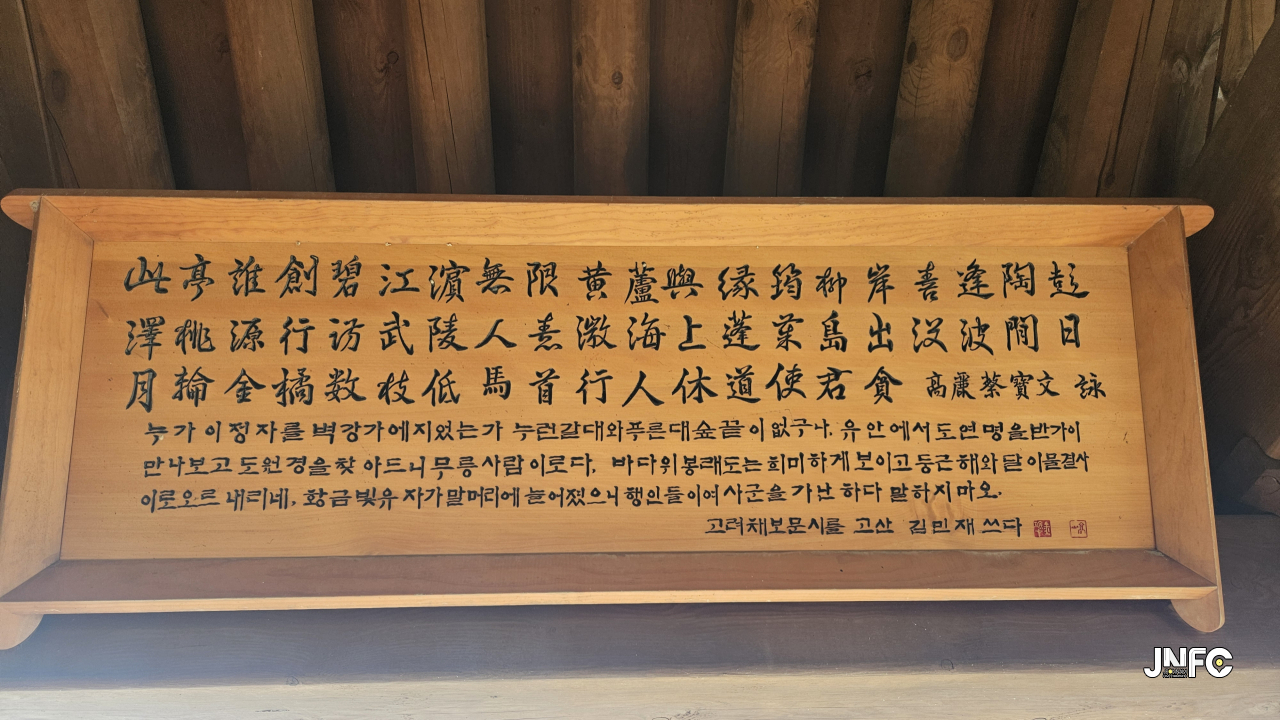 此亭誰創碧江濱無限黃蘆與緣筠柳岸喜逢陶彭
澤桃源行访武陵人熹微海上蓬萊島出没波間日
月輪金橘数枝低馬首行人休道使君貪 高麗蔡寶文 詠
누가 이 정자를 벽강가에지었는가 누런갈대와푸른대숲끝이없구나, 유안에서도연명을반가이
만나보고 도원경을 찾아드니 무릉사람이로다, 바다위봉래도는 희미하게 보이고 둥근 해와 달이물결사
이로오르 내리네, 황금빛유자가말머리에 늘어졌으니 행인들이여 사군을 가난하다 말하지 마오.
고려채보문시를 고산 김민재 쓰다
JNFC